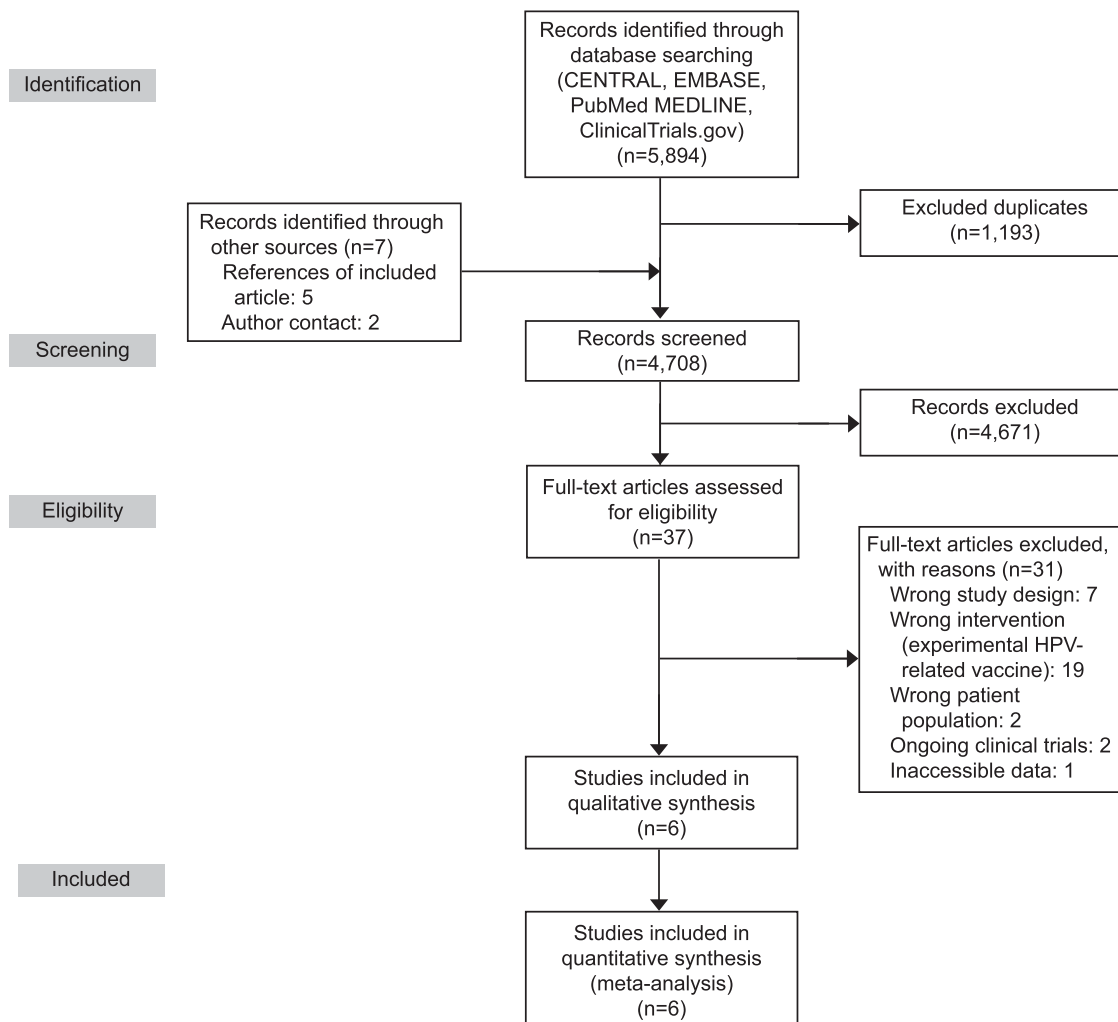 Records identified through
database searching
(CENTRAL, EMBASE,
PubMed MEDLINE,
ClinicalTrials.gov)
(n=5,894)
Identification
Excluded duplicates
(n=1,193)
Records identified through
other sources (n=7)
References of included
article: 5
Author contact: 2
Screening
Records screened
(n=4,708)
Records excluded
(n=4,671)
Eligibility
Full-text articles assessed
for eligibility
(n=37)
Full-text articles excluded,
with reasons (n=31)
Wrong study design: 7
Wrong intervention
(experimental HPV-
related vaccine): 19
Wrong patient
population: 2
Ongoing clinical trials: 2
Inaccessible data: 1
Studies included in
qualitative synthesis
(n=6)
Included
Studies included in
quantitative synthesis
(meta-analysis)
(n=6)